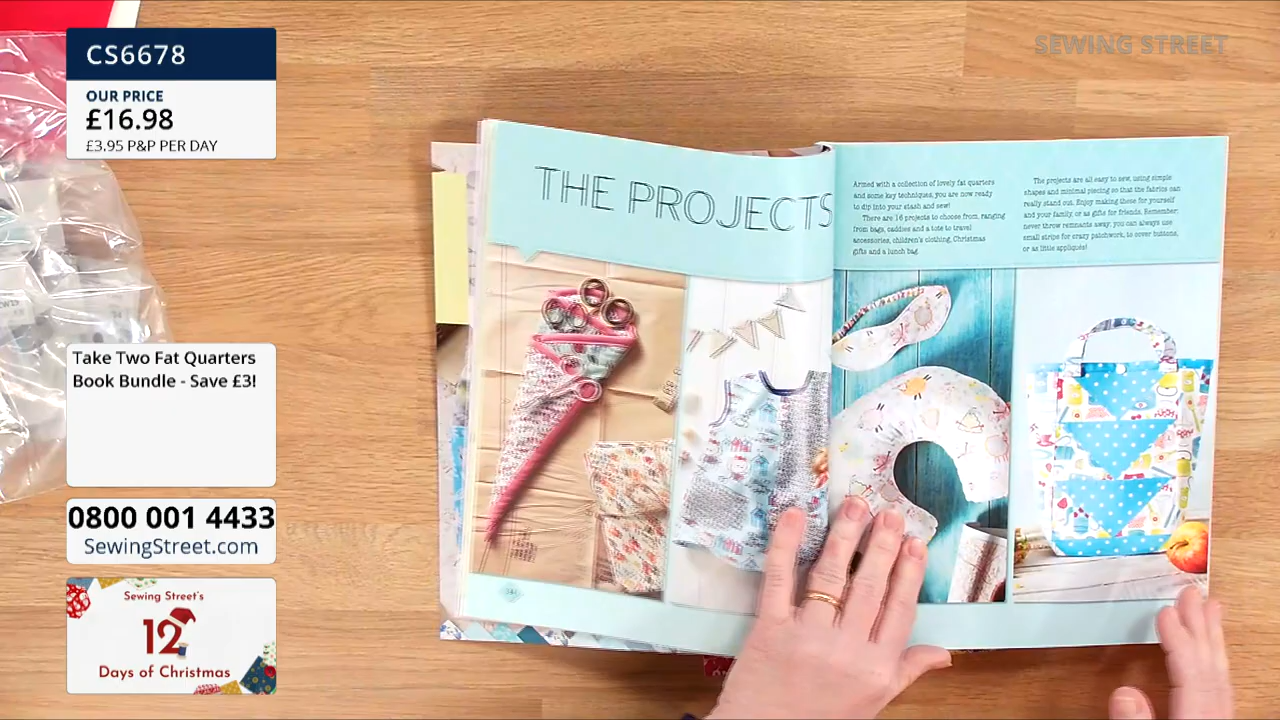 CS6678
OUR PRICE
£16.98
£3.95 P&P PER DAY
Take Two Fat Quarters
Book Bundle - Save £3!
0800 001 4433
SewingStreet.com
Sewing Street's
12
Days of Christmas
SEWING STREET
THE PROJECTS
Armed with a collection of lovely fat quarters
and some key techniques, you are now ready
to dip into your stash and sew!
There are 16 projects to choose from, ranging
from bags, caddies and a tote to travel
accessories, children's clothing, Christmas
gifts and a lunch bag.
The projects are all easy to sew, using simple
shapes and minimal piecing so that the fabrics can
really stand out. Enjoy making these for yourself
and your family, or as gifts for friends. Remember:
never throw remnants away, you can always use
small strips for crazy patchwork, to cover buttons,
or as little appliqués!